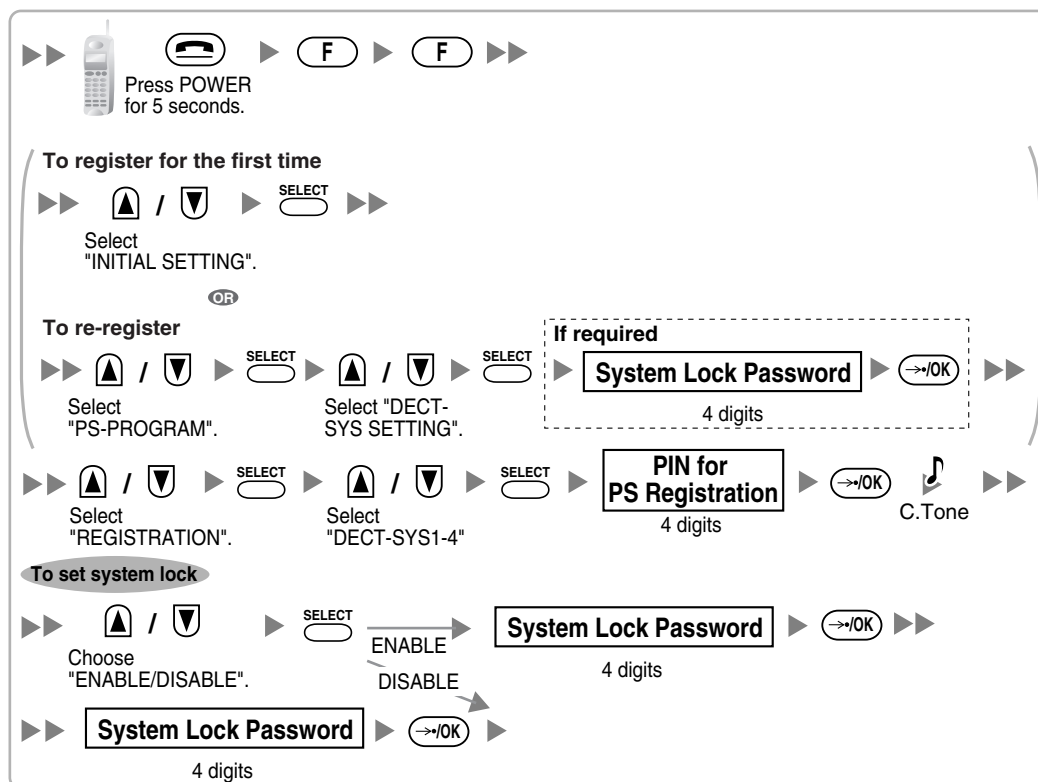 F
F
Press POWER
for 5 seconds.
To register for the first time
/
SELECT
Select
"INITIAL SETTING".
OR
To re-register
If required
/
SELECT
/
SELECT
System Lock Password
→•/OK
Select
"PS-PROGRAM".
Select "DECT-
SYS SETTING".
4 digits
/
SELECT
/
SELECT
PIN for
PS Registration
→•/OK
Select
"REGISTRATION".
Select
"DECT-SYS1-4"
4 digits
C.Tone
To set system lock
/
SELECT
ENABLE
System Lock Password
→•/OK
Choose
"ENABLE/DISABLE".
DISABLE
4 digits
System Lock Password
→•/OK
4 digits